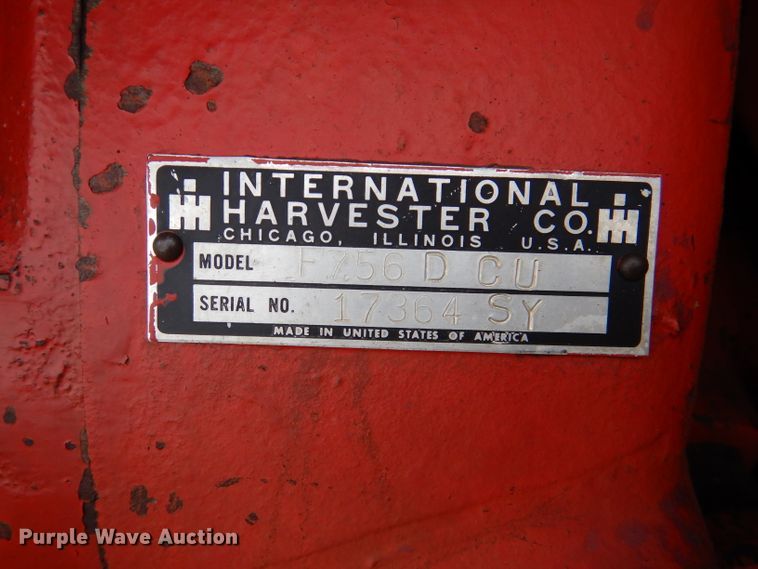 INTERNATIONAL
HARVESTER CO.
CHICAGO, ILLINOIS U.S.A.
MODEL F756 D CU
SERIAL NO. 17364 SY
MADE IN UNITED STATES OF AMERICA
Purple Wave Auction